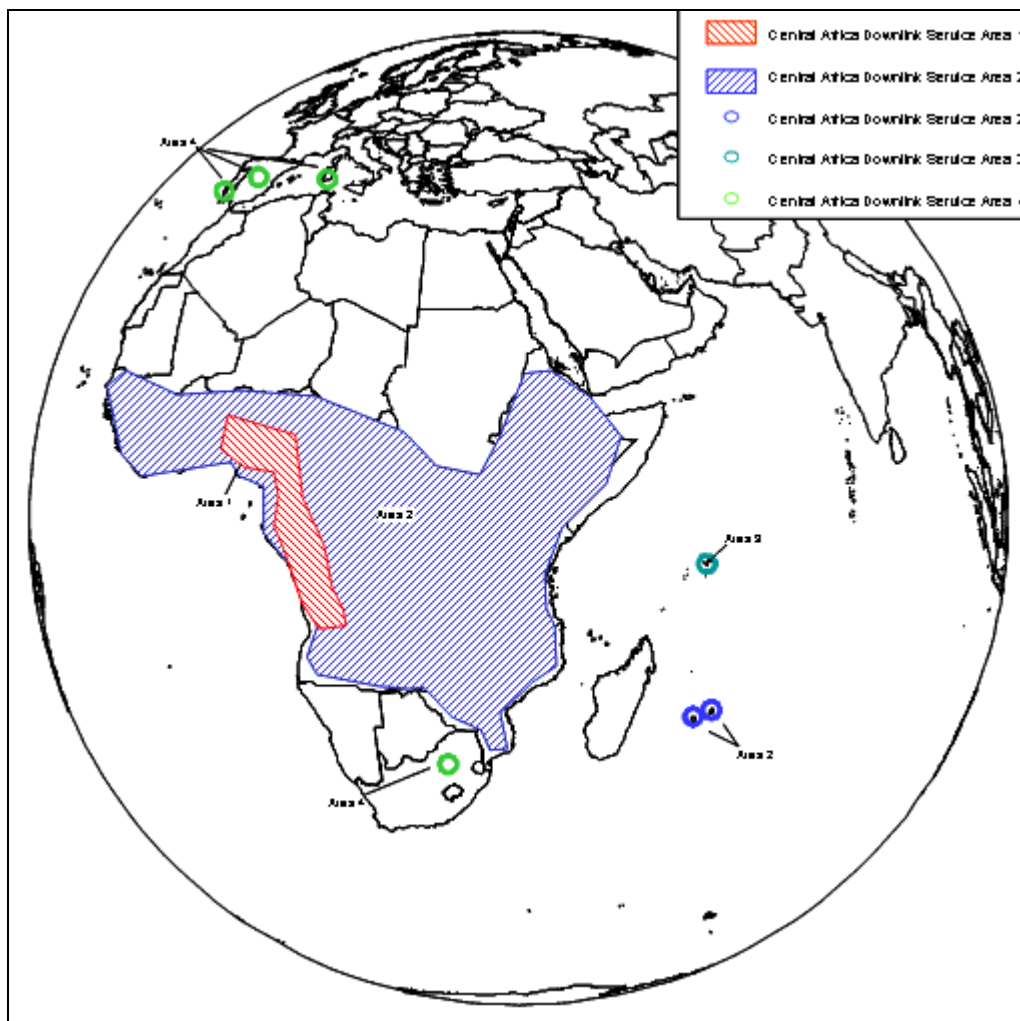 Central Africa Downlink Service Area 1
Central Africa Downlink Service Area 2
Central Africa Downlink Service Area 2
Central Africa Downlink Service Area 3
Central Africa Downlink Service Area 4
Area 4
Area 1
Area 2
Area 3
Area 2
Area 4